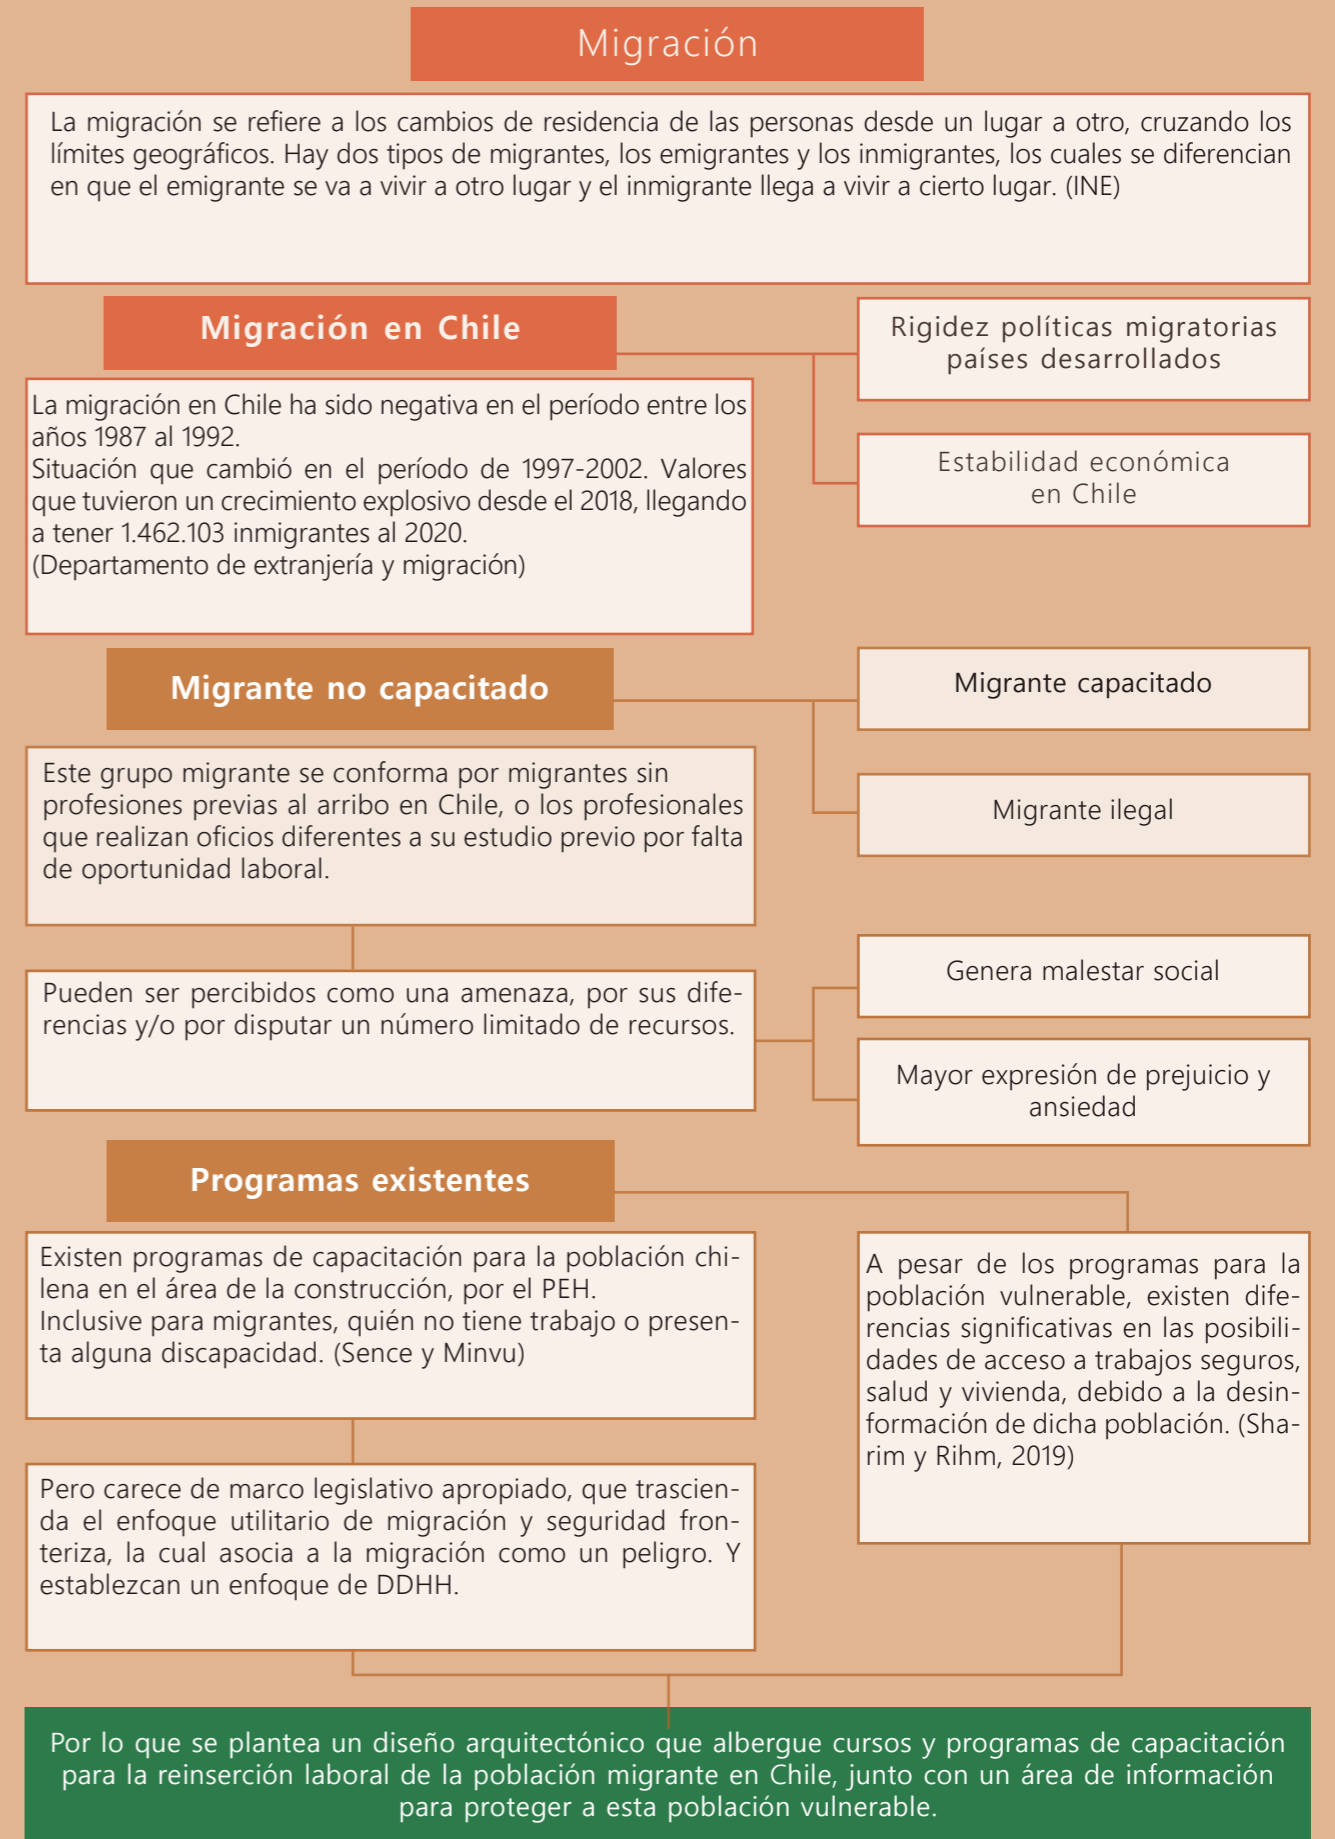 Migración
La migración se refiere a los cambios de residencia de las personas desde un lugar a otro, cruzando los
límites geográficos. Hay dos tipos de migrantes, los emigrantes y los inmigrantes, los cuales se diferencian
en que el emigrante se va a vivir a otro lugar y el inmigrante llega a vivir a cierto lugar. (INE)
Migración en Chile
Rigidez políticas migratorias
países desarrollados
La migración en Chile ha sido negativa en el período entre los
años 1987 al 1992.
Situación que cambió en el período de 1997-2002. Valores
que tuvieron un crecimiento explosivo desde el 2018, llegando
a tener 1.462.103 inmigrantes al 2020.
(Departamento de extranjería y migración)
Estabilidad económica
en Chile
Migrante no capacitado
Migrante capacitado
Este grupo migrante se conforma por migrantes sin
profesiones previas al arribo en Chile, o los profesionales
que realizan oficios diferentes a su estudio previo por falta
de oportunidad laboral.
Migrante ilegal
Pueden ser percibidos como una amenaza, por sus dife-
rencias y/o por disputar un número limitado de recursos.
Genera malestar social
Mayor expresión de prejuicio y
ansiedad
Programas existentes
Existen programas de capacitación para la población chi-
lena en el área de la construcción, por el PEH.
Inclusive para migrantes, quién no tiene trabajo o presen-
ta alguna discapacidad. (Sence y Minvu)
A pesar de los programas para la
población vulnerable, existen dife-
rencias significativas en las posibili-
dades de acceso a trabajos seguros,
salud y vivienda, debido a la desin-
formación de dicha población. (Sha-
rim y Rihm, 2019)
Pero carece de marco legislativo apropiado, que trascien-
da el enfoque utilitario de migración y seguridad fron-
teriza, la cual asocia a la migración como un peligro. Y
establezcan un enfoque de DDHH.
Por lo que se plantea un diseño arquitectónico que albergue cursos y programas de capacitación
para la reinserción laboral de la población migrante en Chile, junto con un área de información
para proteger a esta población vulnerable.